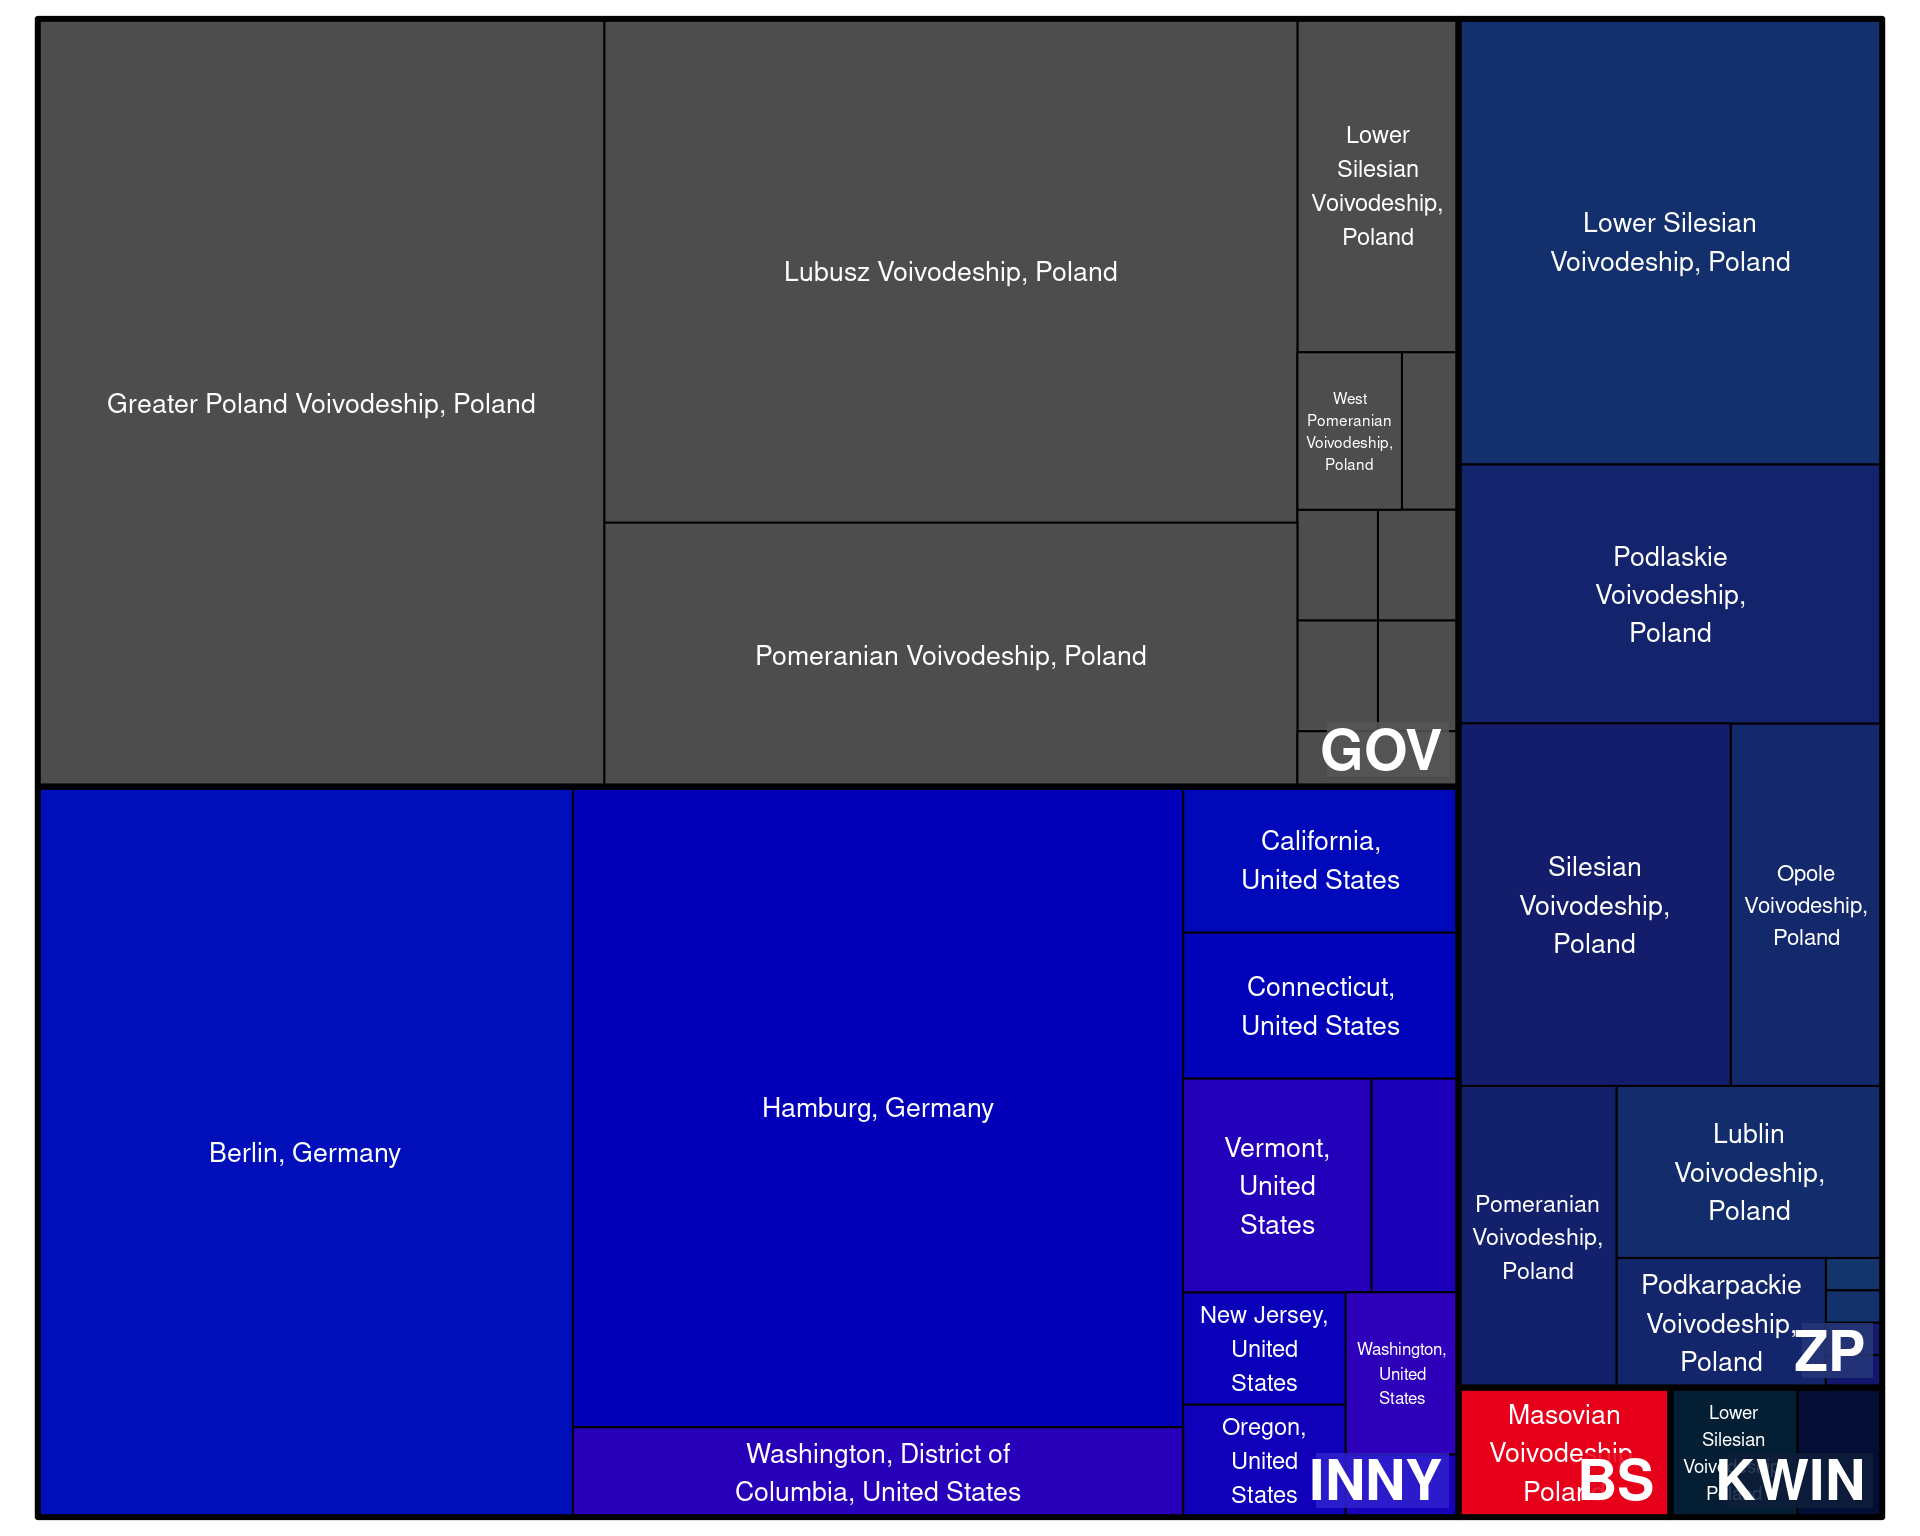 Greater Poland Voivodeship, Poland
Lubusz Voivodeship, Poland
Pomeranian Voivodeship, Poland
Lower
Silesian
Voivodeship,
Poland
West
Pomeranian
Voivodeship,
Poland
GOV
Berlin, Germany
Hamburg, Germany
Washington, District of
Columbia, United States
California,
United States
Connecticut,
United States
Vermont,
United
States
New Jersey,
United
States
Washington,
United
States
Oregon,
United
States
INNY
Lower Silesian
Voivodeship, Poland
Podlaskie
Voivodeship,
Poland
Silesian
Voivodeship,
Poland
Opole
Voivodeship,
Poland
Pomeranian
Voivodeship,
Poland
Lublin
Voivodeship,
Poland
Podkarpackie
Voivodeship,
Poland
ZP
Masovian
Voivodeship,
Poland
BS
Lower
Silesian
Voivodeship,
Poland
KWIN